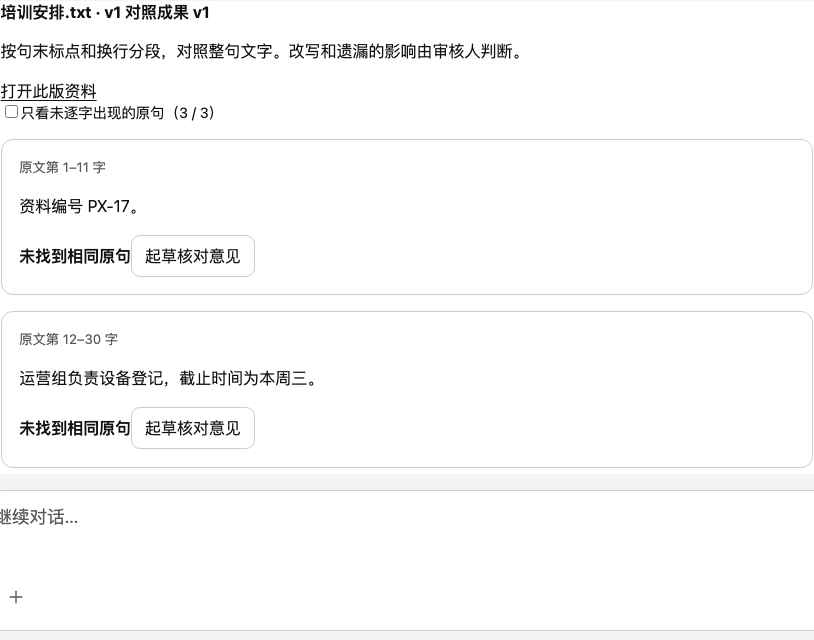 培训安排.txt · v1 对照成果 v1
按句末标点和换行分段，对照整句文字。改写和遗漏的影响由审核人判断。
打开此版资料
只看未逐字出现的原句（3 / 3）
原文第 1–11 字
资料编号 PX-17。
未找到相同原句 起草核对意见
原文第 12–30 字
运营组负责设备登记，截止时间为本周三。
未找到相同原句 起草核对意见
继续对话...